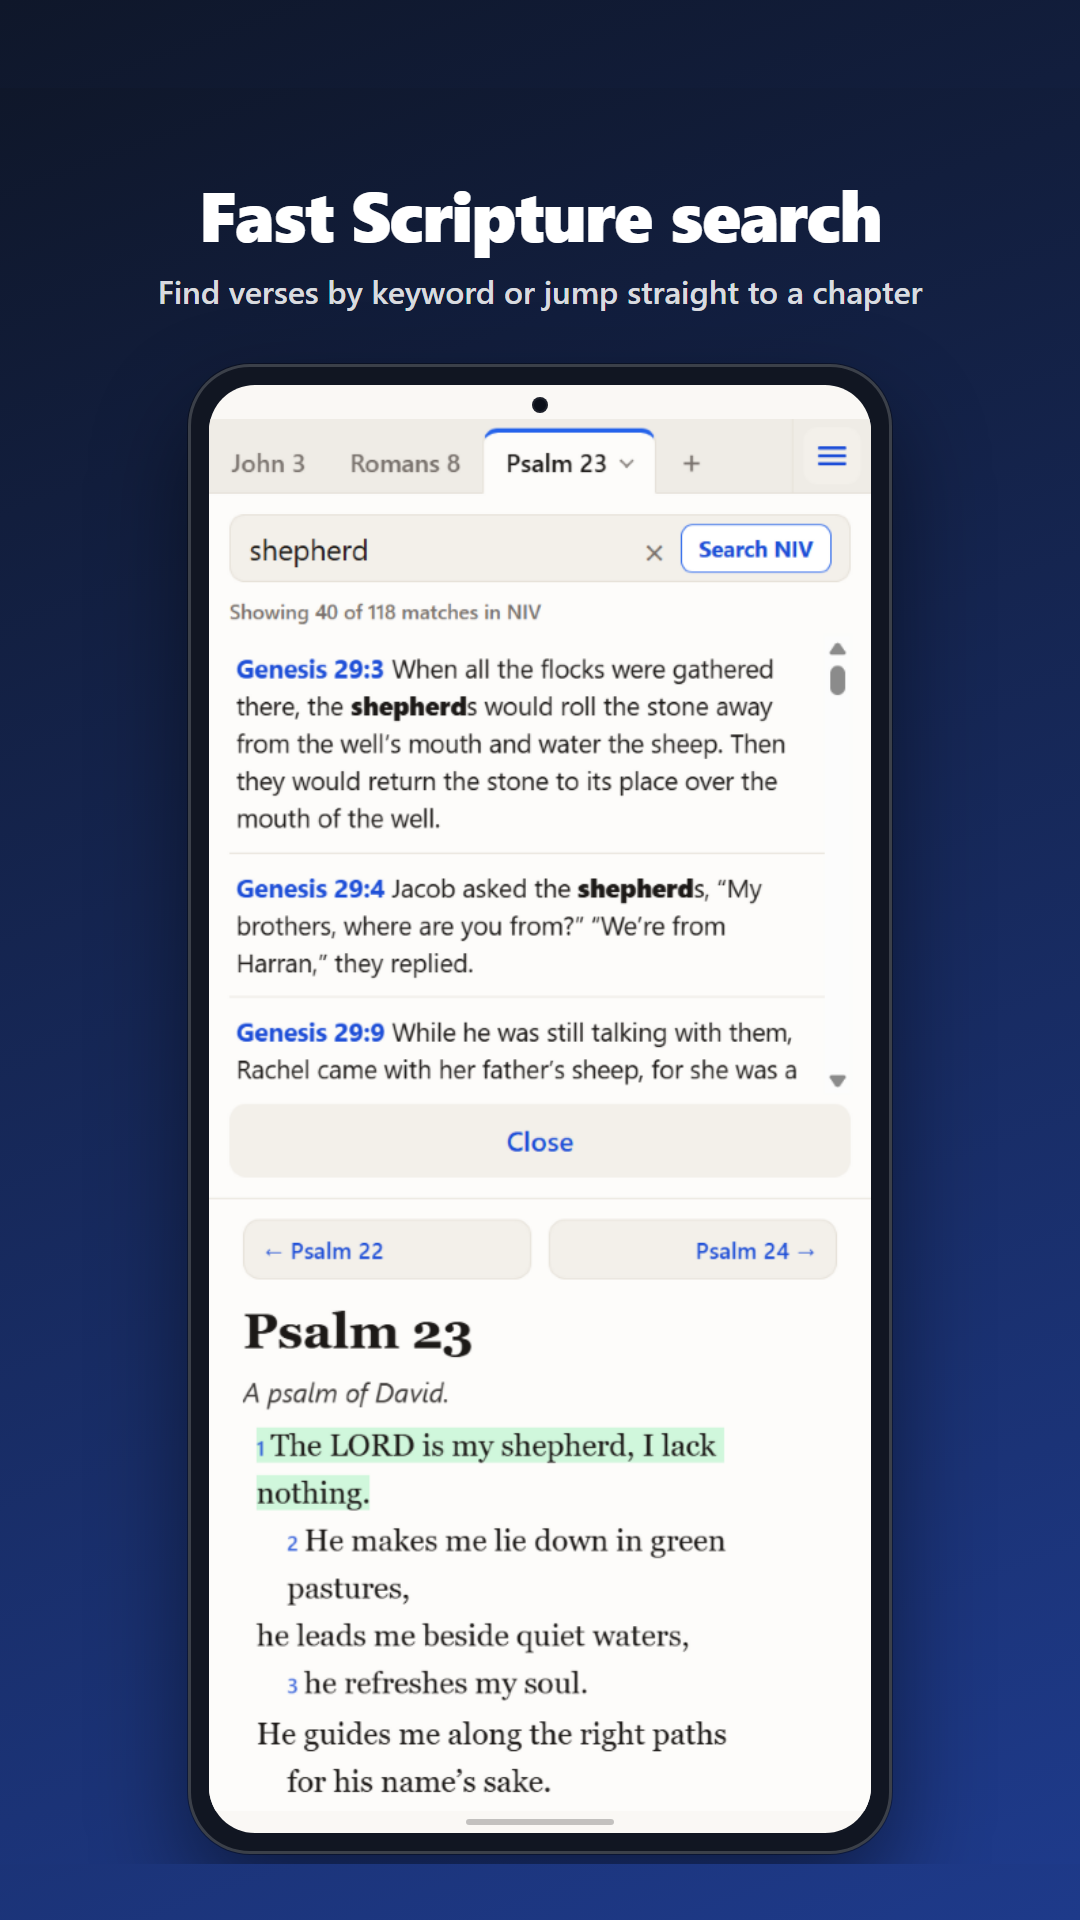 Fast Scripture search
Find verses by keyword or jump straight to a chapter
John 3 Romans 8 Psalm 23 +
shepherd × Search NIV
Showing 40 of 118 matches in NIV
Genesis 29:3 When all the flocks were gathered
there, the shepherds would roll the stone away
from the well’s mouth and water the sheep. Then
they would return the stone to its place over the
mouth of the well.
Genesis 29:4 Jacob asked the shepherds, “My
brothers, where are you from?” “We’re from
Harran,” they replied.
Genesis 29:9 While he was still talking with them,
Rachel came with her father’s sheep, for she was a
Close
← Psalm 22 Psalm 24 →
Psalm 23
A psalm of David.
1 The LORD is my shepherd, I lack
nothing.
2 He makes me lie down in green
pastures,
he leads me beside quiet waters,
3 he refreshes my soul.
He guides me along the right paths
for his name’s sake.